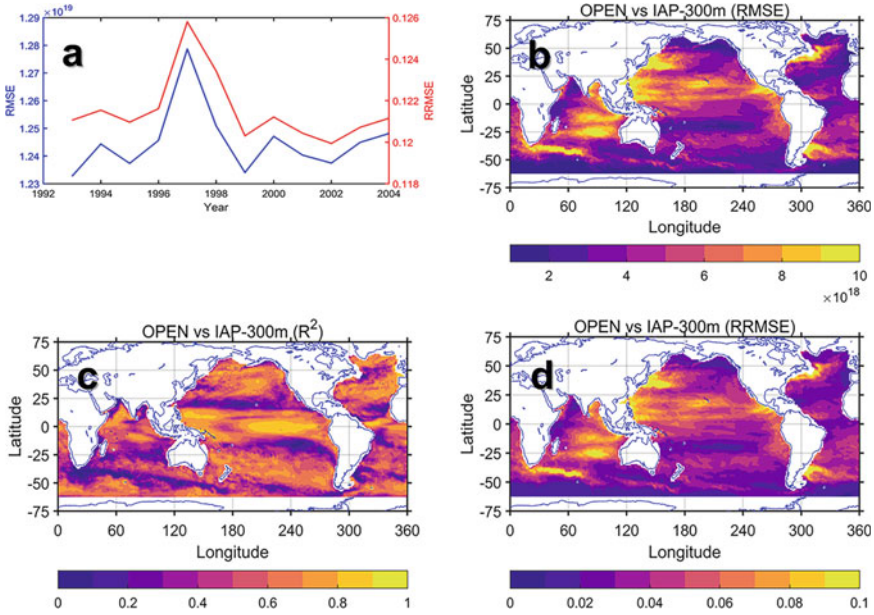 a
RMSE
×10¹⁹
1.29
1.28
1.27
1.26
1.25
1.24
1.23
1992 1994 1996 1998 2000 2002 2004
Year
0.126
0.124
0.122
0.12
0.118
RRMSE
OPEN vs IAP-300m (RMSE)
b
Latitude
75
50
25
0
-25
-50
-75
0 60 120 180 240 300 360
Longitude
2 4 6 8 10
×10¹⁸
OPEN vs IAP-300m (R²)
c
Latitude
75
50
25
0
-25
-50
-75
0 60 120 180 240 300 360
Longitude
0 0.2 0.4 0.6 0.8 1
OPEN vs IAP-300m (RRMSE)
d
Latitude
75
50
25
0
-25
-50
-75
0 60 120 180 240 300 360
Longitude
0 0.02 0.04 0.06 0.08 0.1